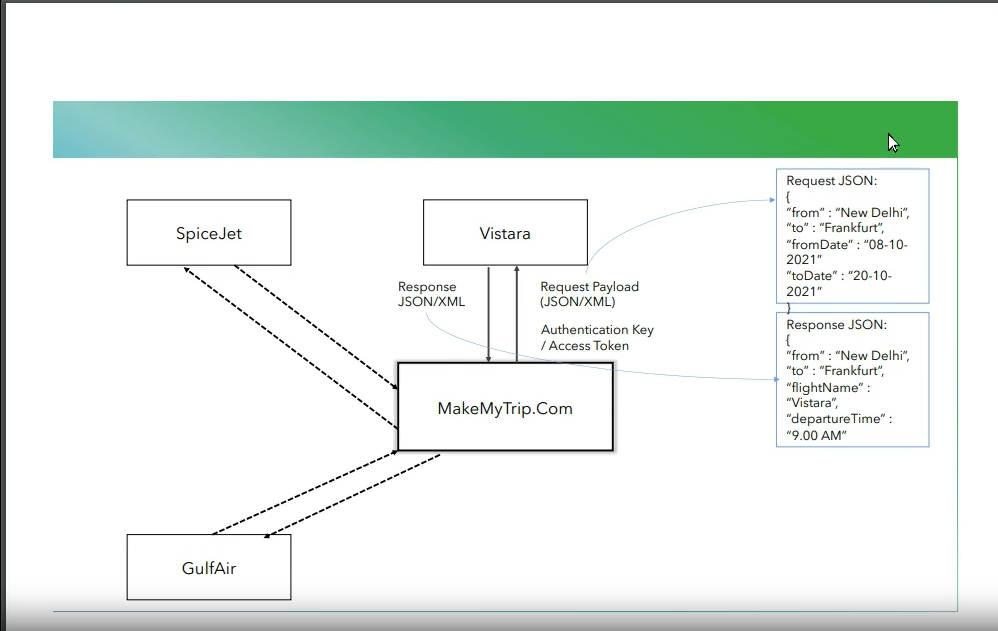 SpiceJet
Vistara
Response
JSON/XML
Request Payload
(JSON/XML)
Authentication Key
/ Access Token
MakeMyTrip.Com
GulfAir
Request JSON:
{
“from” : “New Delhi”,
“to” : “Frankfurt”,
“fromDate” : “08-10-
2021”
“toDate” : “20-10-
2021”
}
Response JSON:
{
“from” : “New Delhi”,
“to” : “Frankfurt”,
“flightName” :
“Vistara”,
“departureTime” :
“9.00 AM”